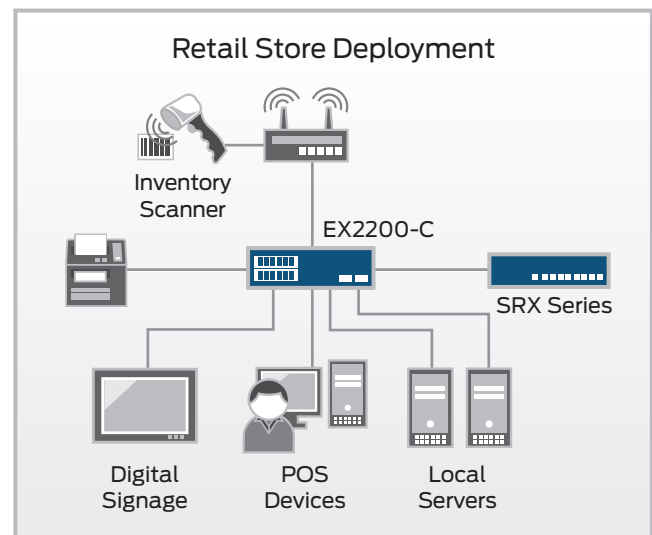 Retail Store Deployment
Inventory
Scanner
EX2200-C
SRX Series
Digital
Signage
POS
Devices
Local
Servers